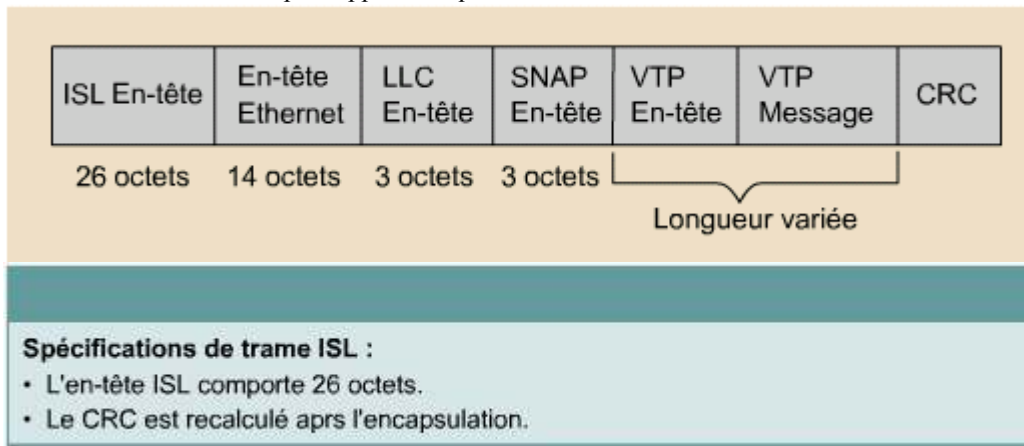 ISL En-tête
En-tête
Ethernet
LLC
En-tête
SNAP
En-tête
VTP
En-tête
VTP
Message
CRC
26 octets
14 octets
3 octets
3 octets
Longueur variée
Spécifications de trame ISL :
• L'en-tête ISL comporte 26 octets.
• Le CRC est recalculé aprs l'encapsulation.